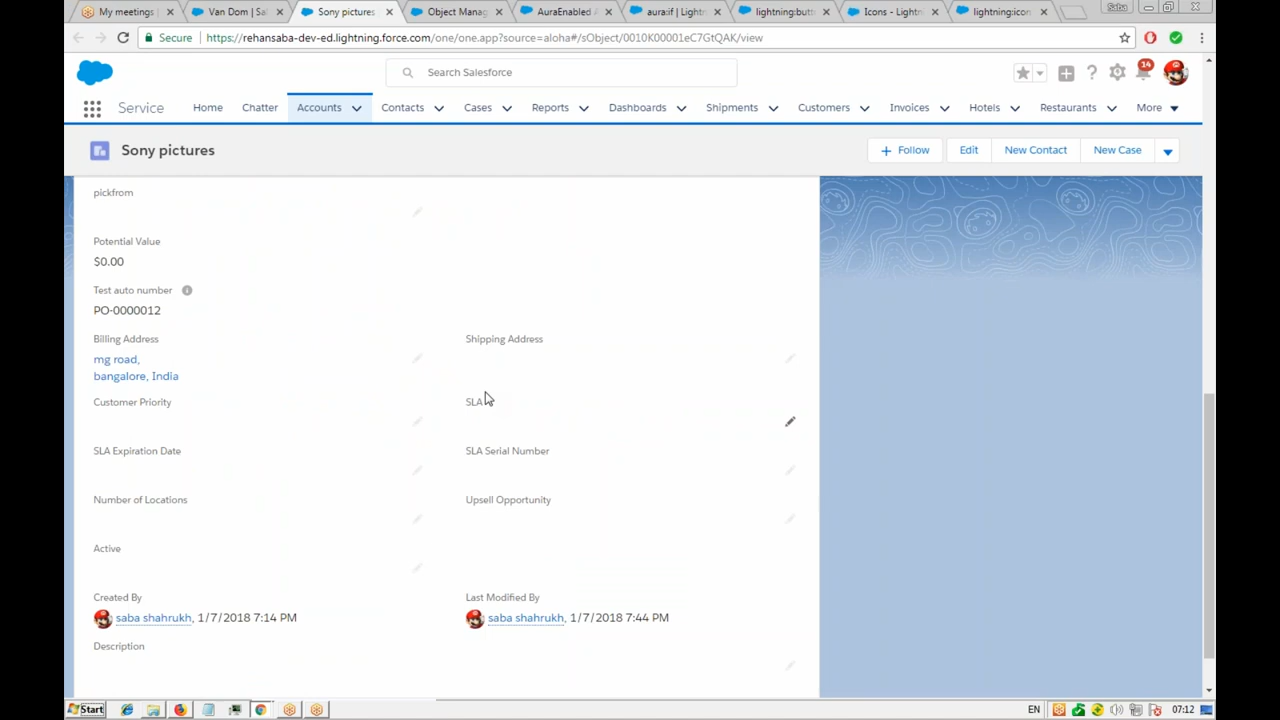 My meetings |
Van Dom | Sal
Sony pictures
Object Manag
AuraEnabled A
aura:if | Lightn
lightning:butt
Icons - Lightn
lightning:icon
Saba
Secure
https://rehansaba-dev-ed.lightning.force.com/one/one.app?source=aloha#/sObject/0010K00001eC7GtQAK/view
Search Salesforce
14
Service
Home
Chatter
Accounts
Contacts
Cases
Reports
Dashboards
Shipments
Customers
Invoices
Hotels
Restaurants
More
Sony pictures
+ Follow
Edit
New Contact
New Case
pickfrom
Potential Value
$0.00
Test auto number
PO-0000012
Billing Address
Shipping Address
mg road,
bangalore, India
Customer Priority
SLA
SLA Expiration Date
SLA Serial Number
Number of Locations
Upsell Opportunity
Active
Created By
Last Modified By
saba shahrukh, 1/7/2018 7:14 PM
saba shahrukh, 1/7/2018 7:44 PM
Description
Start
EN
07:12